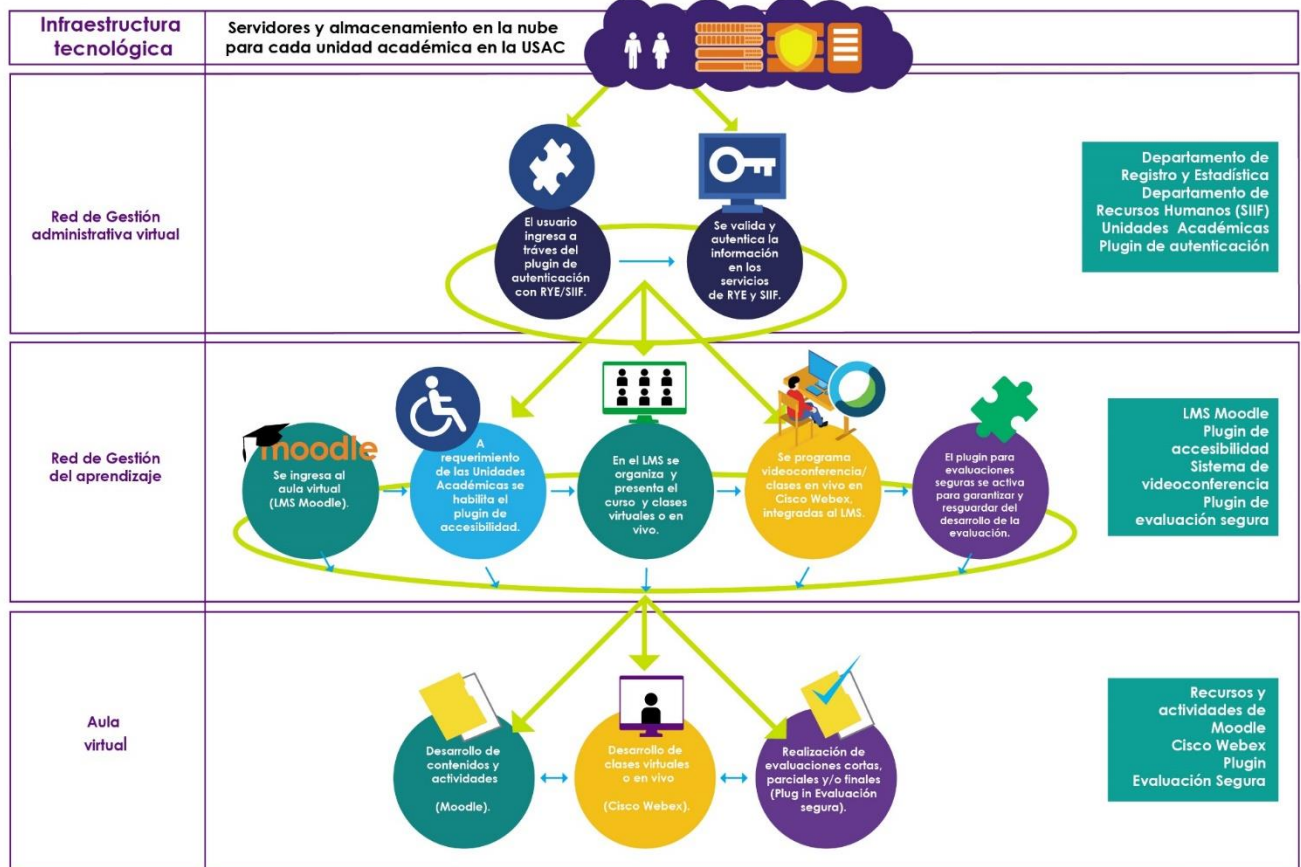 Infraestructura
tecnológica
Servidores y almacenamiento en la nube
para cada unidad académica en la USAC
Red de Gestión
administrativa virtual
El usuario
ingresa a
tráves del
plugin de
autenticación
con RYE/SIIF.
Se valida y
autentica la
información
en los
servicios
de RYE y SIIF.
Departamento de
Registro y Estadística
Departamento de
Recursos Humanos (SIIF)
Unidades Académicas
Plugin de autenticación
Red de Gestión
del aprendizaje
moodle
Se ingresa al
aula virtual
(LMS Moodle).
A
requerimiento
de las Unidades
Académicas se
habilita el
plugin de
accesibilidad.
En el LMS se
organiza y
presenta el
curso y clases
virtuales o en
vivo.
Se programa
videoconferencia/
clases en vivo en
Cisco Webex,
integradas al LMS.
El plugin para
evaluaciones
seguras se activa
para garantizar y
resguardar del
desarrollo de la
evaluación.
LMS Moodle
Plugin de
accesibilidad
Sistema de
videoconferencia
Plugin de
evaluación segura
Aula
virtual
Desarrollo de
contenidos y
actividades
(Moodle).
Desarrollo de
clases virtuales
o en vivo
(Cisco Webex).
Realización de
evaluaciones cortas,
parciales y/o finales
(Plug in Evaluación
segura).
Recursos y
actividades de
Moodle
Cisco Webex
Plugin
Evaluación Segura